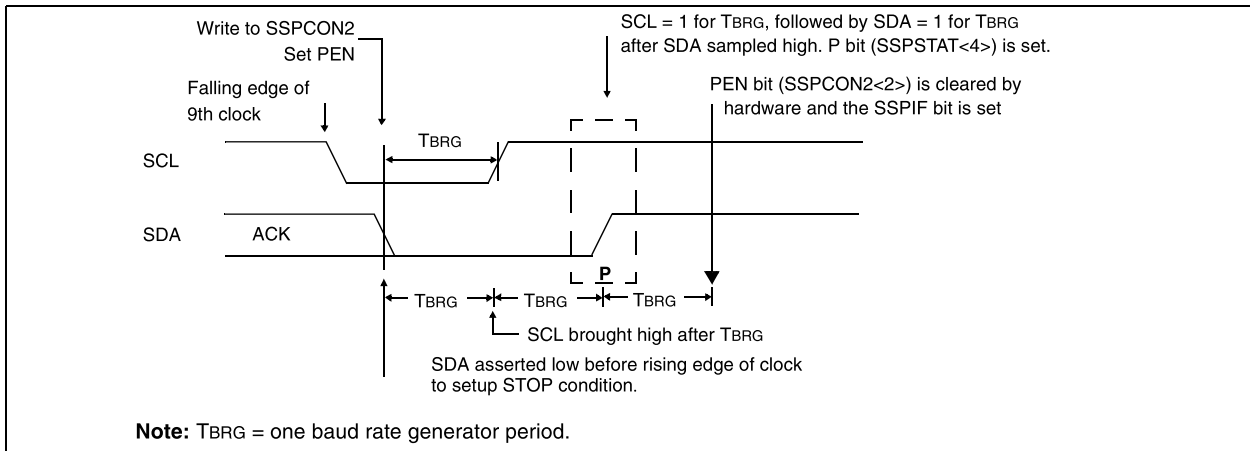 Write to SSPCON2
Set PEN
SCL = 1 for TBRG, followed by SDA = 1 for TBRG
after SDA sampled high. P bit (SSPSTAT<4>) is set.
Falling edge of
9th clock
PEN bit (SSPCON2<2>) is cleared by
hardware and the SSPIF bit is set
TBRG
SCL
SDA
ACK
P
TBRG
TBRG
TBRG
SCL brought high after TBRG
SDA asserted low before rising edge of clock
to setup STOP condition.
Note: TBRG = one baud rate generator period.